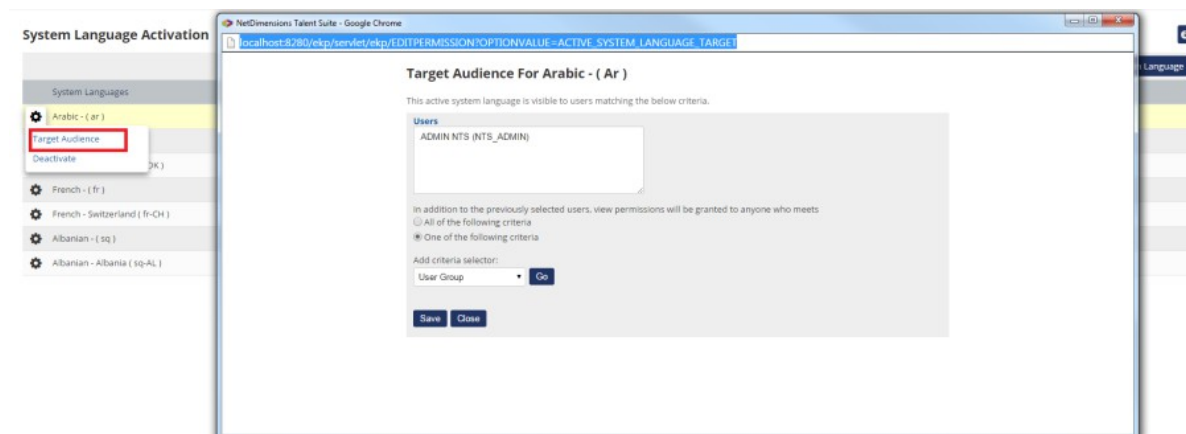 System Language Activation
System Languages
Arabic - ( ar )
Target Audience
Deactivate
French - ( fr )
French - Switzerland ( fr-CH )
Albanian - ( sq )
Albanian - Albania ( sq-AL )
NetDimensions Talent Suite - Google Chrome
localhost:8280/ekp/servlet/ekp/EDITPERMISSION?OPTIONVALUE=ACTIVE_SYSTEM_LANGUAGE_TARGET
Target Audience For Arabic - ( Ar )
This active system language is visible to users matching the below criteria.
Users
ADMIN NTS (NTS_ADMIN)
In addition to the previously selected users, view permissions will be granted to anyone who meets
All of the following criteria
One of the following criteria
Add criteria selector:
User Group
Go
Save Close
Language